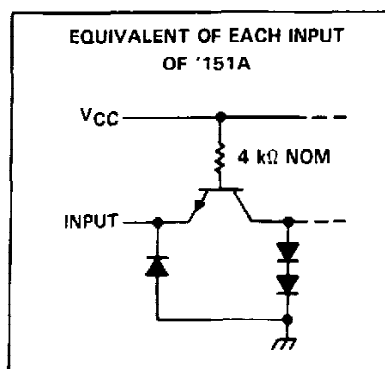 EQUIVALENT OF EACH INPUT
OF '151A
VCC
4 kΩ NOM
INPUT